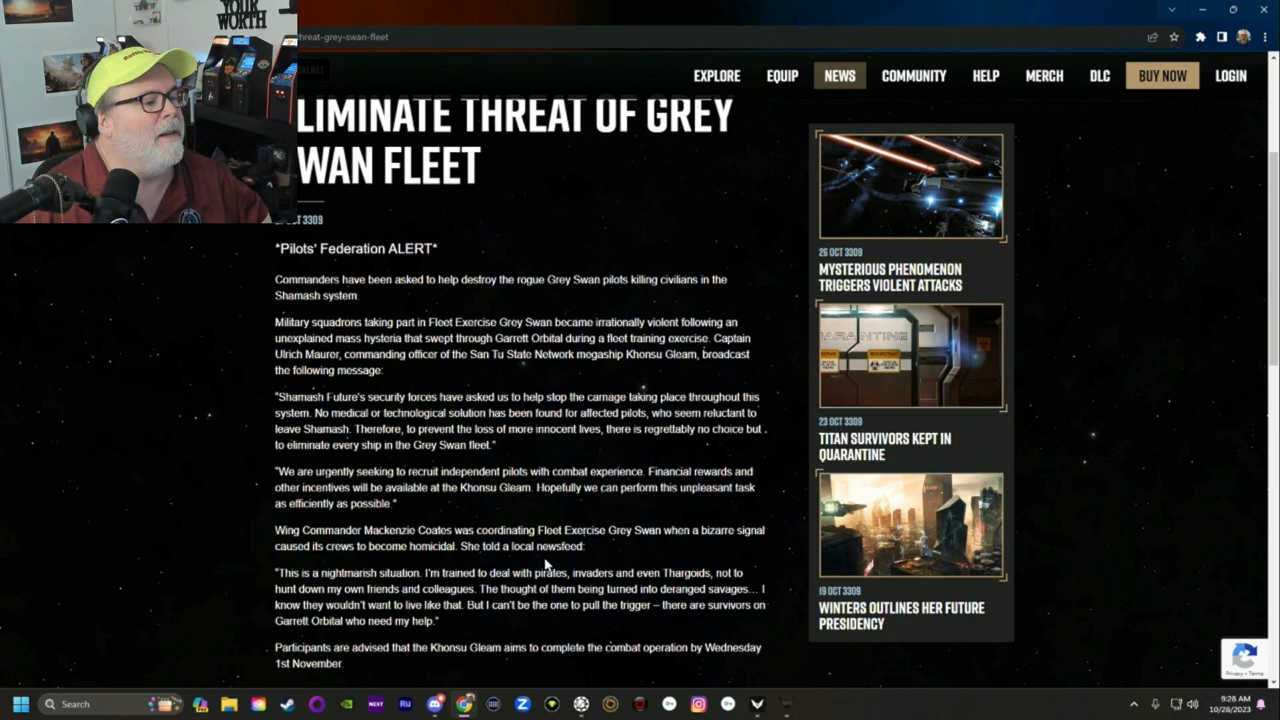 YOUR
WORTH
threat-grey-swan-fleet
EXPLORE
EQUIP
NEWS
COMMUNITY
HELP
MERCH
DLC
BUY NOW
LOGIN
LIMINATE THREAT OF GREY
WAN FLEET
OCT 3309
*Pilots' Federation ALERT*
Commanders have been asked to help destroy the rogue Grey Swan pilots killing civilians in the
Shamash system.
Military squadrons taking part in Fleet Exercise Grey Swan became irrationally violent following an
unexplained mass hysteria that swept through Garrett Orbital during a fleet training exercise. Captain
Ulrich Maurer, commanding officer of the San Tu State Network megaship Khonsu Gleam, broadcast
the following message:
"Shamash Future's security forces have asked us to help stop the carnage taking place throughout this
system. No medical or technological solution has been found for affected pilots, who seem reluctant to
leave Shamash. Therefore, to prevent the loss of more innocent lives, there is regrettably no choice but
to eliminate every ship in the Grey Swan fleet."
"We are urgently seeking to recruit independent pilots with combat experience. Financial rewards and
other incentives will be available at the Khonsu Gleam. Hopefully we can perform this unpleasant task
as efficiently as possible."
Wing Commander Mackenzie Coates was coordinating Fleet Exercise Grey Swan when a bizarre signal
caused its crews to become homicidal. She told a local newsfeed:
"This is a nightmarish situation. I'm trained to deal with pirates, invaders and even Thargoids, not to
hunt down my own friends and colleagues. The thought of them being turned into deranged savages… I
know they wouldn't want to live like that. But I can't be the one to pull the trigger – there are survivors on
Garrett Orbital who need my help."
Participants are advised that the Khonsu Gleam aims to complete the combat operation by Wednesday
1st November.
26 OCT 3309
MYSTERIOUS PHENOMENON
TRIGGERS VIOLENT ATTACKS
ARANTINE
23 OCT 3309
TITAN SURVIVORS KEPT IN
QUARANTINE
19 OCT 3309
WINTERS OUTLINES HER FUTURE
PRESIDENCY
Privacy - Terms
Search
NEXT
Ru
9:28 AM
10/28/2023